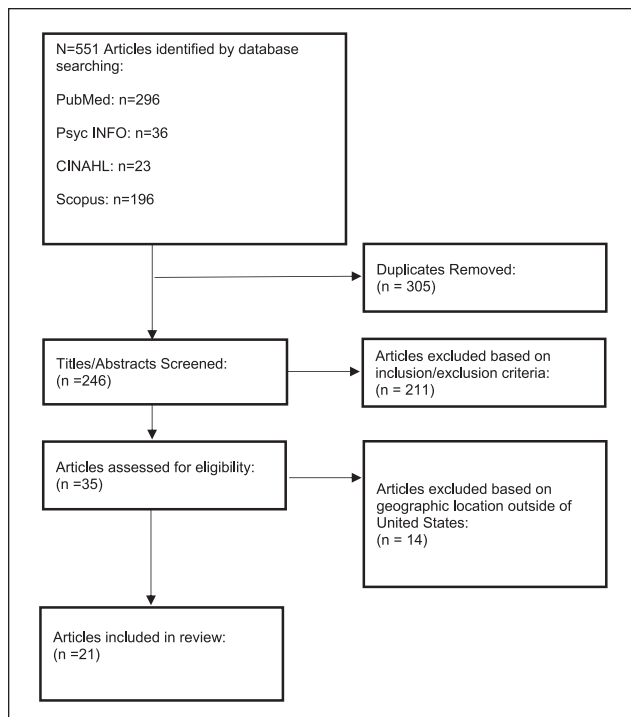 N=551 Articles identified by database
searching:
PubMed: n=296
Psyc INFO: n=36
CINAHL: n=23
Scopus: n=196
Duplicates Removed:
(n = 305)
Titles/Abstracts Screened:
(n =246)
Articles excluded based on
inclusion/exclusion criteria:
(n = 211)
Articles assessed for eligibility:
(n =35)
Articles excluded based on
geographic location outside of
United States:
(n = 14)
Articles included in review:
(n =21)